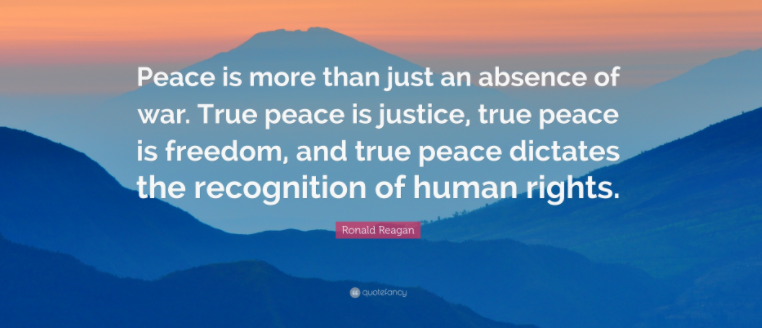 Peace is more than just an absence of
war. True peace is justice, true peace
is freedom, and true peace dictates
the recognition of human rights.
Ronald Reagan
quotefancy